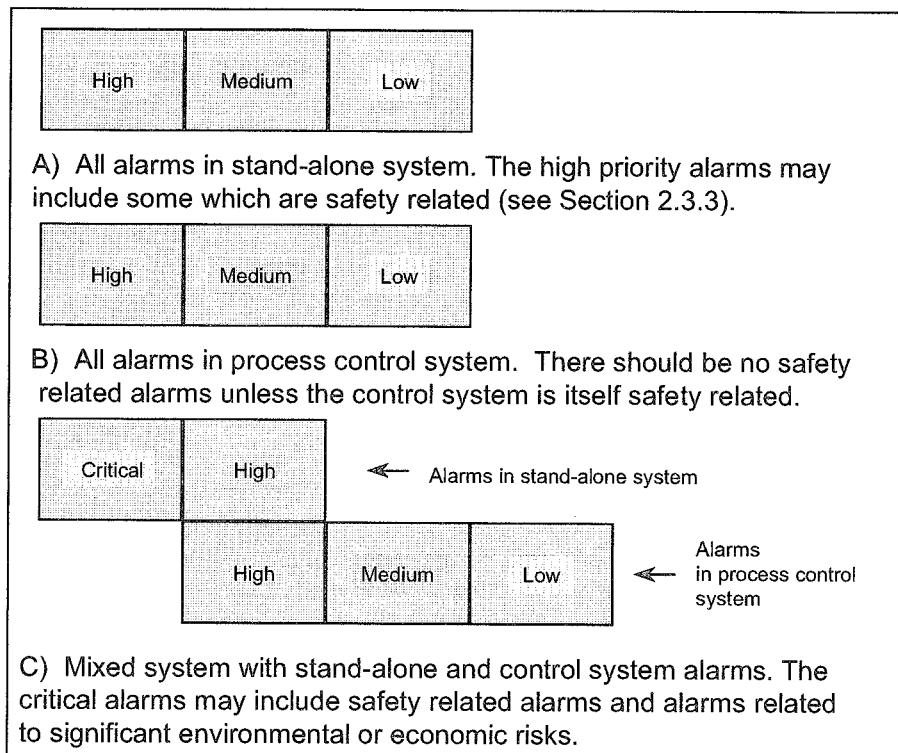 High Medium Low
A) All alarms in stand-alone system. The high priority alarms may
include some which are safety related (see Section 2.3.3).
High Medium Low
B) All alarms in process control system. There should be no safety
related alarms unless the control system is itself safety related.
Critical High
Alarms in stand-alone system
High Medium Low
Alarms
in process control
system
C) Mixed system with stand-alone and control system alarms. The
critical alarms may include safety related alarms and alarms related
to significant environmental or economic risks.